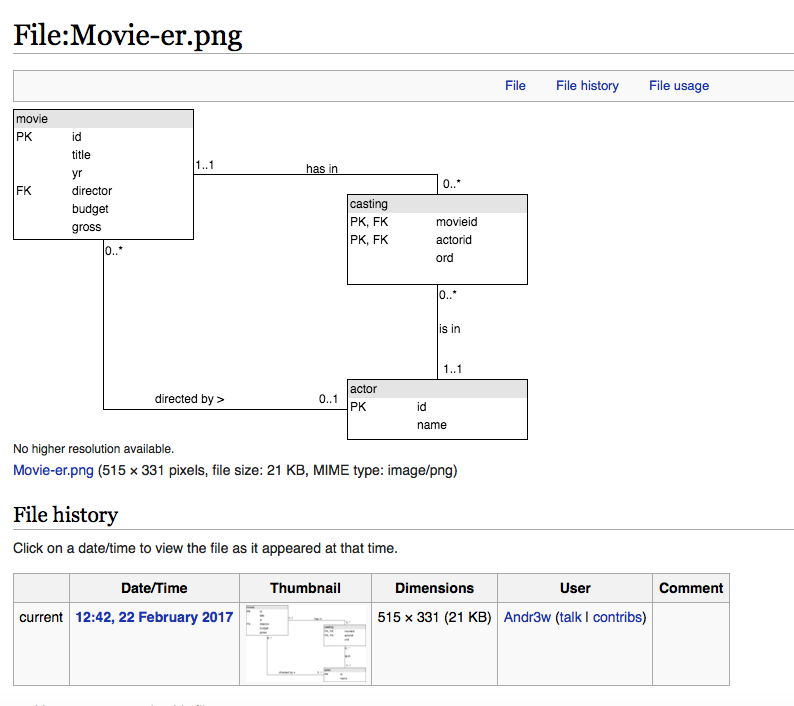 File:Movie-er.png
File File history File usage
movie
PK id
title
yr
FK director
budget
gross
1..1
has in
0..*
casting
PK, FK movieid
PK, FK actorid
ord
0..*
0..*
is in
1..1
directed by >
0..1
actor
PK id
name
No higher resolution available.
Movie-er.png (515 × 331 pixels, file size: 21 KB, MIME type: image/png)
File history
Click on a date/time to view the file as it appeared at that time.
Date/Time Thumbnail Dimensions User Comment
current 12:42, 22 February 2017 515 × 331 (21 KB) Andr3w (talk | contribs)